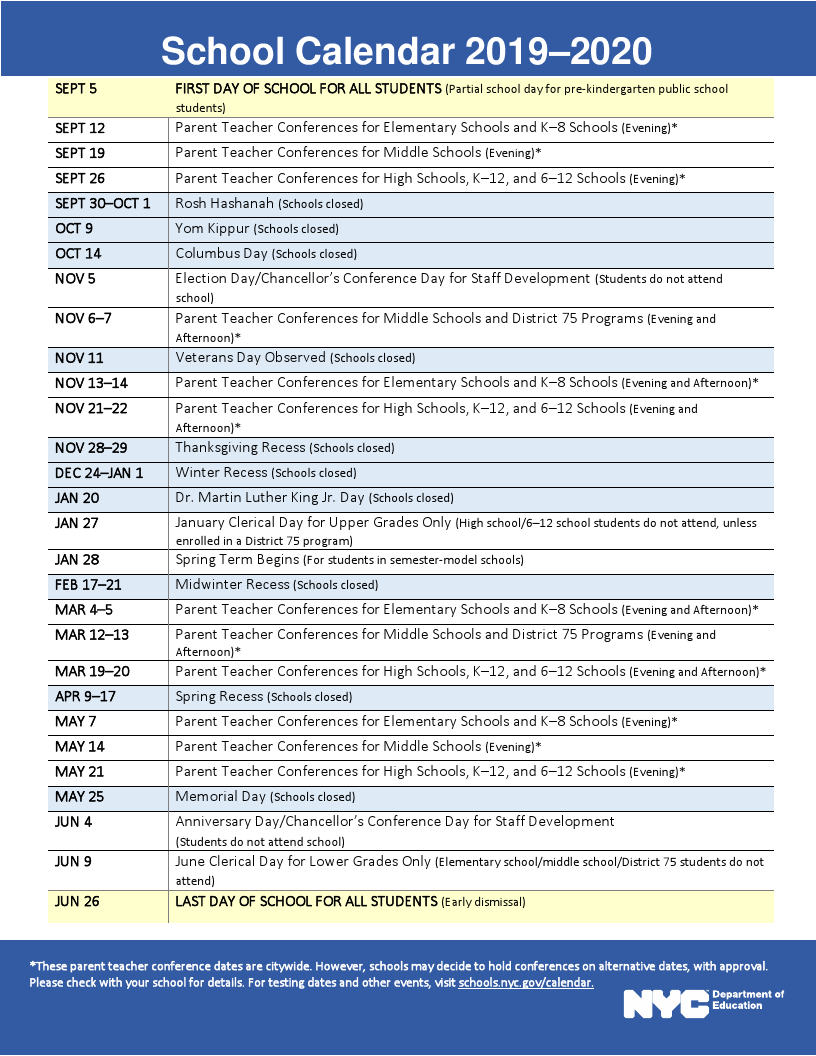 School Calendar 2019–2020
SEPT 5 FIRST DAY OF SCHOOL FOR ALL STUDENTS (Partial school day for pre-kindergarten public school
students)
SEPT 12 Parent Teacher Conferences for Elementary Schools and K–8 Schools (Evening)*
SEPT 19 Parent Teacher Conferences for Middle Schools (Evening)*
SEPT 26 Parent Teacher Conferences for High Schools, K–12, and 6–12 Schools (Evening)*
SEPT 30–OCT 1 Rosh Hashanah (Schools closed)
OCT 9 Yom Kippur (Schools closed)
OCT 14 Columbus Day (Schools closed)
NOV 5 Election Day/Chancellor’s Conference Day for Staff Development (Students do not attend
school)
NOV 6–7 Parent Teacher Conferences for Middle Schools and District 75 Programs (Evening and
Afternoon)*
NOV 11 Veterans Day Observed (Schools closed)
NOV 13–14 Parent Teacher Conferences for Elementary Schools and K–8 Schools (Evening and Afternoon)*
NOV 21–22 Parent Teacher Conferences for High Schools, K–12, and 6–12 Schools (Evening and
Afternoon)*
NOV 28–29 Thanksgiving Recess (Schools closed)
DEC 24–JAN 1 Winter Recess (Schools closed)
JAN 20 Dr. Martin Luther King Jr. Day (Schools closed)
JAN 27 January Clerical Day for Upper Grades Only (High school/6–12 school students do not attend, unless
enrolled in a District 75 program)
JAN 28 Spring Term Begins (For students in semester-model schools)
FEB 17–21 Midwinter Recess (Schools closed)
MAR 4–5 Parent Teacher Conferences for Elementary Schools and K–8 Schools (Evening and Afternoon)*
MAR 12–13 Parent Teacher Conferences for Middle Schools and District 75 Programs (Evening and
Afternoon)*
MAR 19–20 Parent Teacher Conferences for High Schools, K–12, and 6–12 Schools (Evening and Afternoon)*
APR 9–17 Spring Recess (Schools closed)
MAY 7 Parent Teacher Conferences for Elementary Schools and K–8 Schools (Evening)*
MAY 14 Parent Teacher Conferences for Middle Schools (Evening)*
MAY 21 Parent Teacher Conferences for High Schools, K–12, and 6–12 Schools (Evening)*
MAY 25 Memorial Day (Schools closed)
JUN 4 Anniversary Day/Chancellor’s Conference Day for Staff Development
(Students do not attend school)
JUN 9 June Clerical Day for Lower Grades Only (Elementary school/middle school/District 75 students do not
attend)
JUN 26 LAST DAY OF SCHOOL FOR ALL STUDENTS (Early dismissal)
*These parent teacher conference dates are citywide. However, schools may decide to hold conferences on alternative dates, with approval.
Please check with your school for details. For testing dates and other events, visit schools.nyc.gov/calendar.
NYC Department of
Education